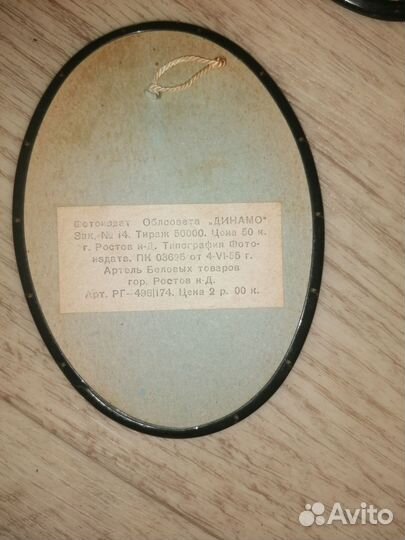 Фотоиздат Облсовета „ДИНАМО"
Зак. № 14. Тираж 50000. Цена 50 к.
г. Ростов н-Д. Типография Фото-
издата. ПК 03696 от 4-VI-55 г.
Артель Беловых товаров
гор. Ростов н-Д.
Арт. РГ—496|174. Цена 2 р. 00 к.
Avito